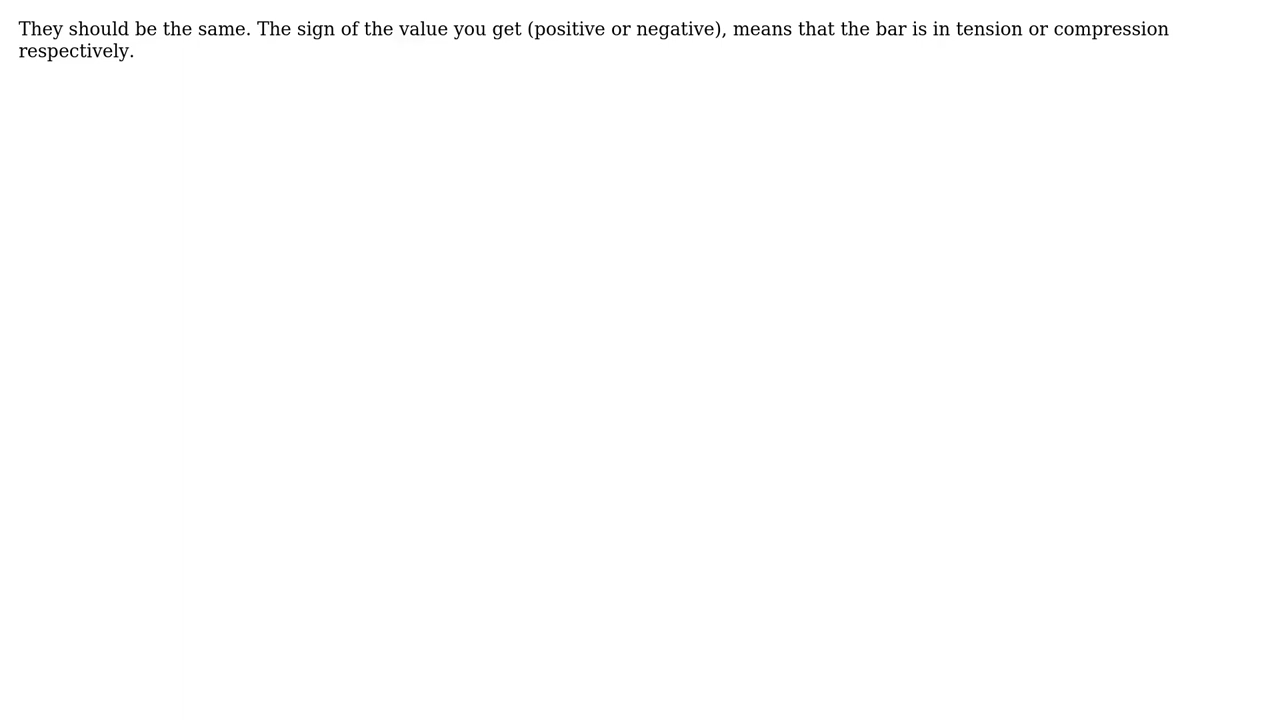 They should be the same. The sign of the value you get (positive or negative), means that the bar is in tension or compression
respectively.